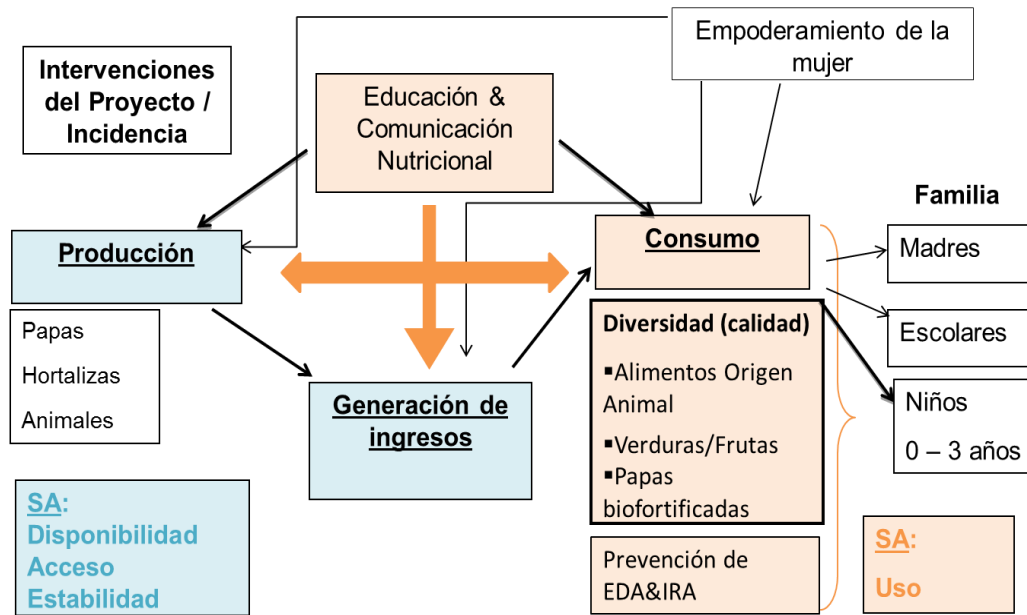 Empoderamiento de la
mujer
Intervenciones
del Proyecto /
Incidencia
Educación &
Comunicación
Nutricional
Familia
Producción
Consumo
Madres
Papas
Hortalizas
Animales
Diversidad (calidad)
▪Alimentos Origen
Animal
▪Verduras/Frutas
▪Papas
biofortificadas
Escolares
Generación de
ingresos
Niños
0 – 3 años
SA:
Disponibilidad
Acceso
Estabilidad
Prevención de
EDA&IRA
SA:
Uso